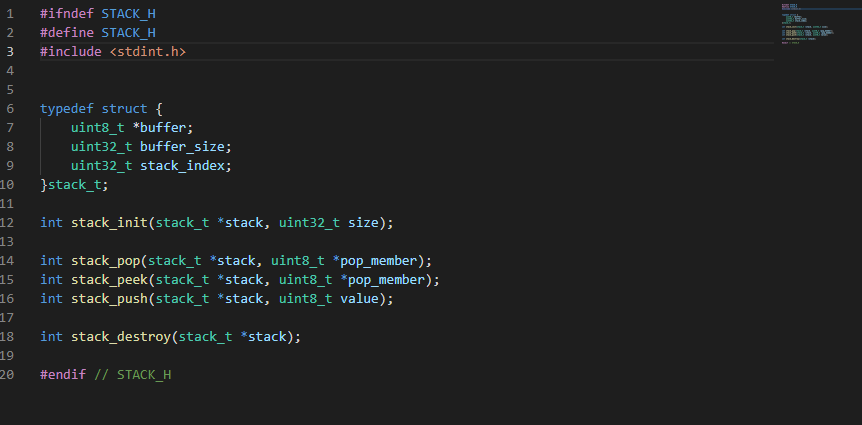 1 #ifndef STACK_H
2 #define STACK_H
3 #include <stdint.h>
4
5
6 typedef struct {
7     uint8_t *buffer;
8     uint32_t buffer_size;
9     uint32_t stack_index;
10 }stack_t;
11
12 int stack_init(stack_t *stack, uint32_t size);
13
14 int stack_pop(stack_t *stack, uint8_t *pop_member);
15 int stack_peek(stack_t *stack, uint8_t *pop_member);
16 int stack_push(stack_t *stack, uint8_t value);
17
18 int stack_destroy(stack_t *stack);
19
20 #endif // STACK_H